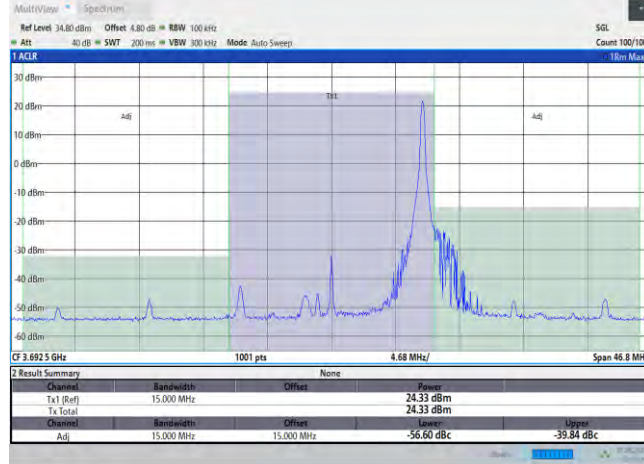 MultiView Spectrum
Ref Level 34.80 dBm Offset 4.80 dB RBW 100 kHz SGL
Att 40 dB SWT 200 ms VBW 300 kHz Mode Auto Sweep Count 100/100
1 ACLR 1Rm Max
30 dBm
Tx1
20 dBm
Adj Adj
10 dBm
0 dBm
-10 dBm
-20 dBm
-30 dBm
-40 dBm
-50 dBm
-60 dBm
CF 3.692 5 GHz 1001 pts 4.68 MHz/ Span 46.8 MH
2 Result Summary None
Channel Bandwidth Offset Power
Tx1 (Ref) 15.000 MHz 24.33 dBm
Tx Total 24.33 dBm
Channel Bandwidth Offset Lower Upper
Adj 15.000 MHz 15.000 MHz -56.60 dBc -39.84 dBc